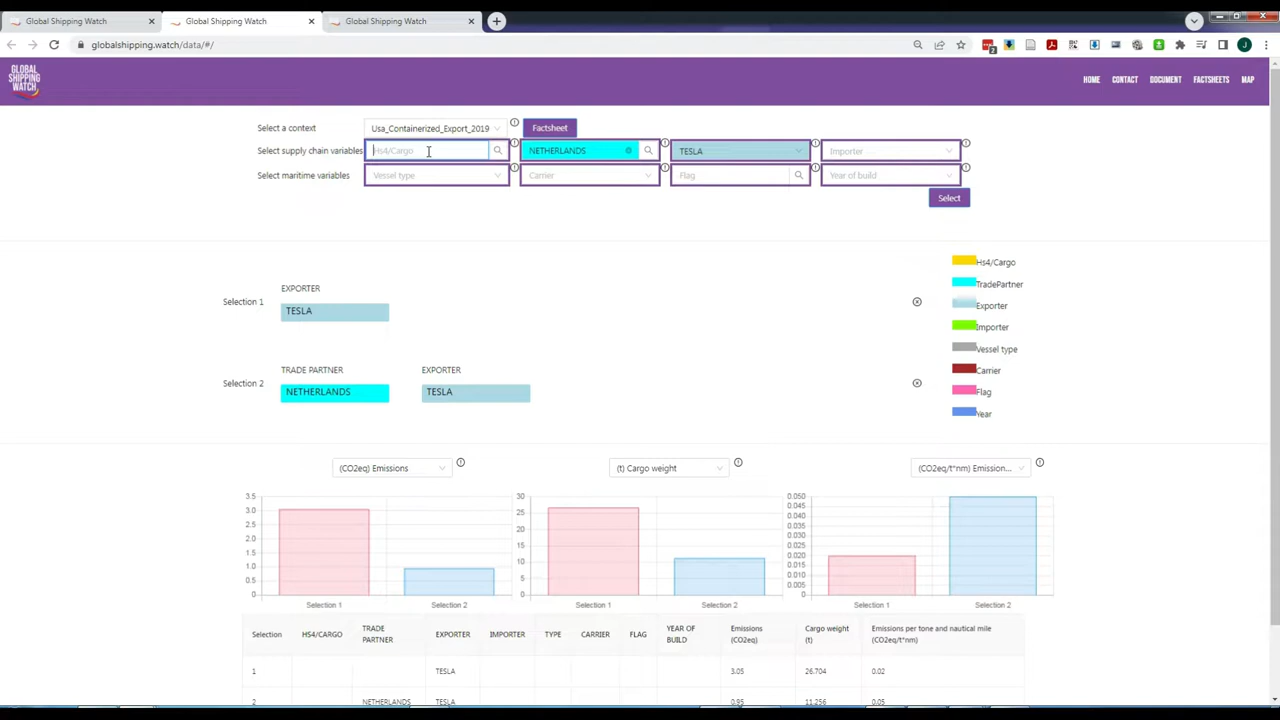 Global Shipping Watch
Global Shipping Watch
Global Shipping Watch
globalshipping.watch/data/#/
2
J
GLOBAL
SHIPPING
WATCH
HOME CONTACT DOCUMENT FACTSHEETS MAP
Select a context Usa_Containerized_Export_2019 Factsheet
Select supply chain variables Hs4/Cargo NETHERLANDS TESLA Importer
Select maritime variables Vessel type Carrier Flag Year of build
Select
EXPORTER
Selection 1 TESLA
TRADE PARTNER EXPORTER
Selection 2 NETHERLANDS TESLA
Hs4/Cargo
TradePartner
Exporter
Importer
Vessel type
Carrier
Flag
Year
(CO2eq) Emissions
3.5
3.0
2.5
2.0
1.5
1.0
0.5
0
Selection 1 Selection 2
(t) Cargo weight
30
25
20
15
10
5
0
Selection 1 Selection 2
(CO2eq/t*nm) Emission...
0.050
0.045
0.040
0.035
0.030
0.025
0.020
0.015
0.010
0.005
0
Selection 1 Selection 2
Selection HS4/CARGO TRADE PARTNER EXPORTER IMPORTER TYPE CARRIER FLAG YEAR OF BUILD Emissions (CO2eq) Cargo weight (t) Emissions per tone and nautical mile (CO2eq/t*nm)
1 TESLA 3.05 26.704 0.02
2 NETHERLANDS TESLA 0.95 11.256 0.05